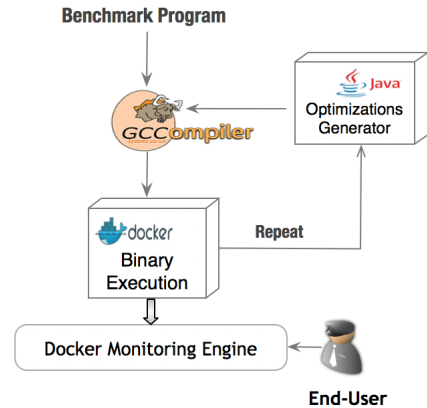 Benchmark Program
Java
Optimizations
Generator
GCCompiler
docker
Binary
Execution
Repeat
Docker Monitoring Engine
End-User